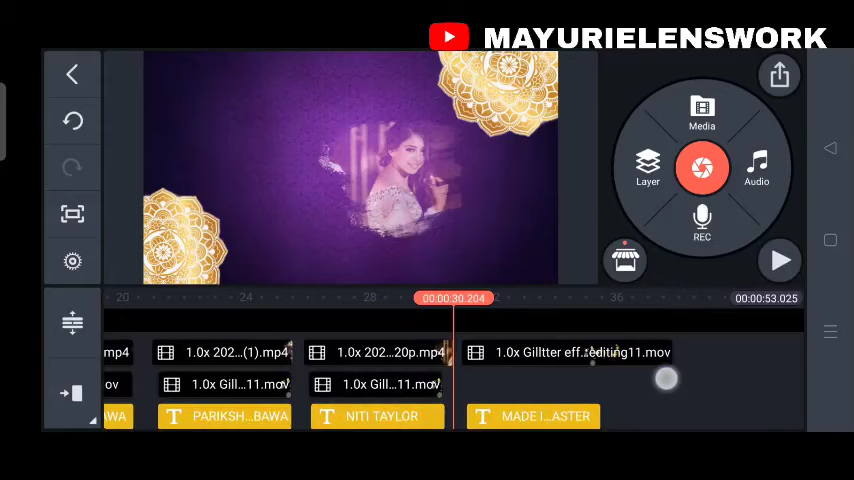 MAYURIELENSWORK
Media
Layer
Audio
REC
20
24
28
00:00:30.204
2
36
00:00:53.025
mp4
1.0x 202...(1).mp4
1.0x 202...20p.mp4
1.0x Gilltter eff..editing11.mov
ov
1.0x Gill...11.mov
1.0x Gill...11.mov
AWA
T PARIKSH...BAWA
T NITI TAYLOR
T MADE I...ASTER